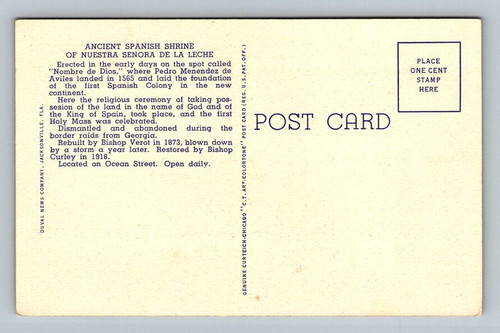 ANCIENT SPANISH SHRINE
OF NUESTRA SENORA DE LA LECHE
Erected in the early days on the spot called
"Nombre de Dios," where Pedro Menendez de
Aviles landed in 1565 and laid the foundation
of the first Spanish Colony in the new
continent.
Here the religious ceremony of taking pos-
sesion of the land in the name of God and of
the King of Spain, took place, and the first
Holy Mass was celebrated.
Dismantled and abandoned during the
border raids from Georgia.
Rebuilt by Bishop Verot in 1873, blown down
by a storm a year later. Restored by Bishop
Curley in 1918.
Located on Ocean Street. Open daily.
DUVAL NEWS COMPANY, JACKSONVILLE, FLA.
GENUINE CURTEICH-CHICAGO "C.T. ART-COLORTONE" POST CARD (REG. U.S. PAT. OFF.)
POST CARD
PLACE
ONE CENT
STAMP
HERE